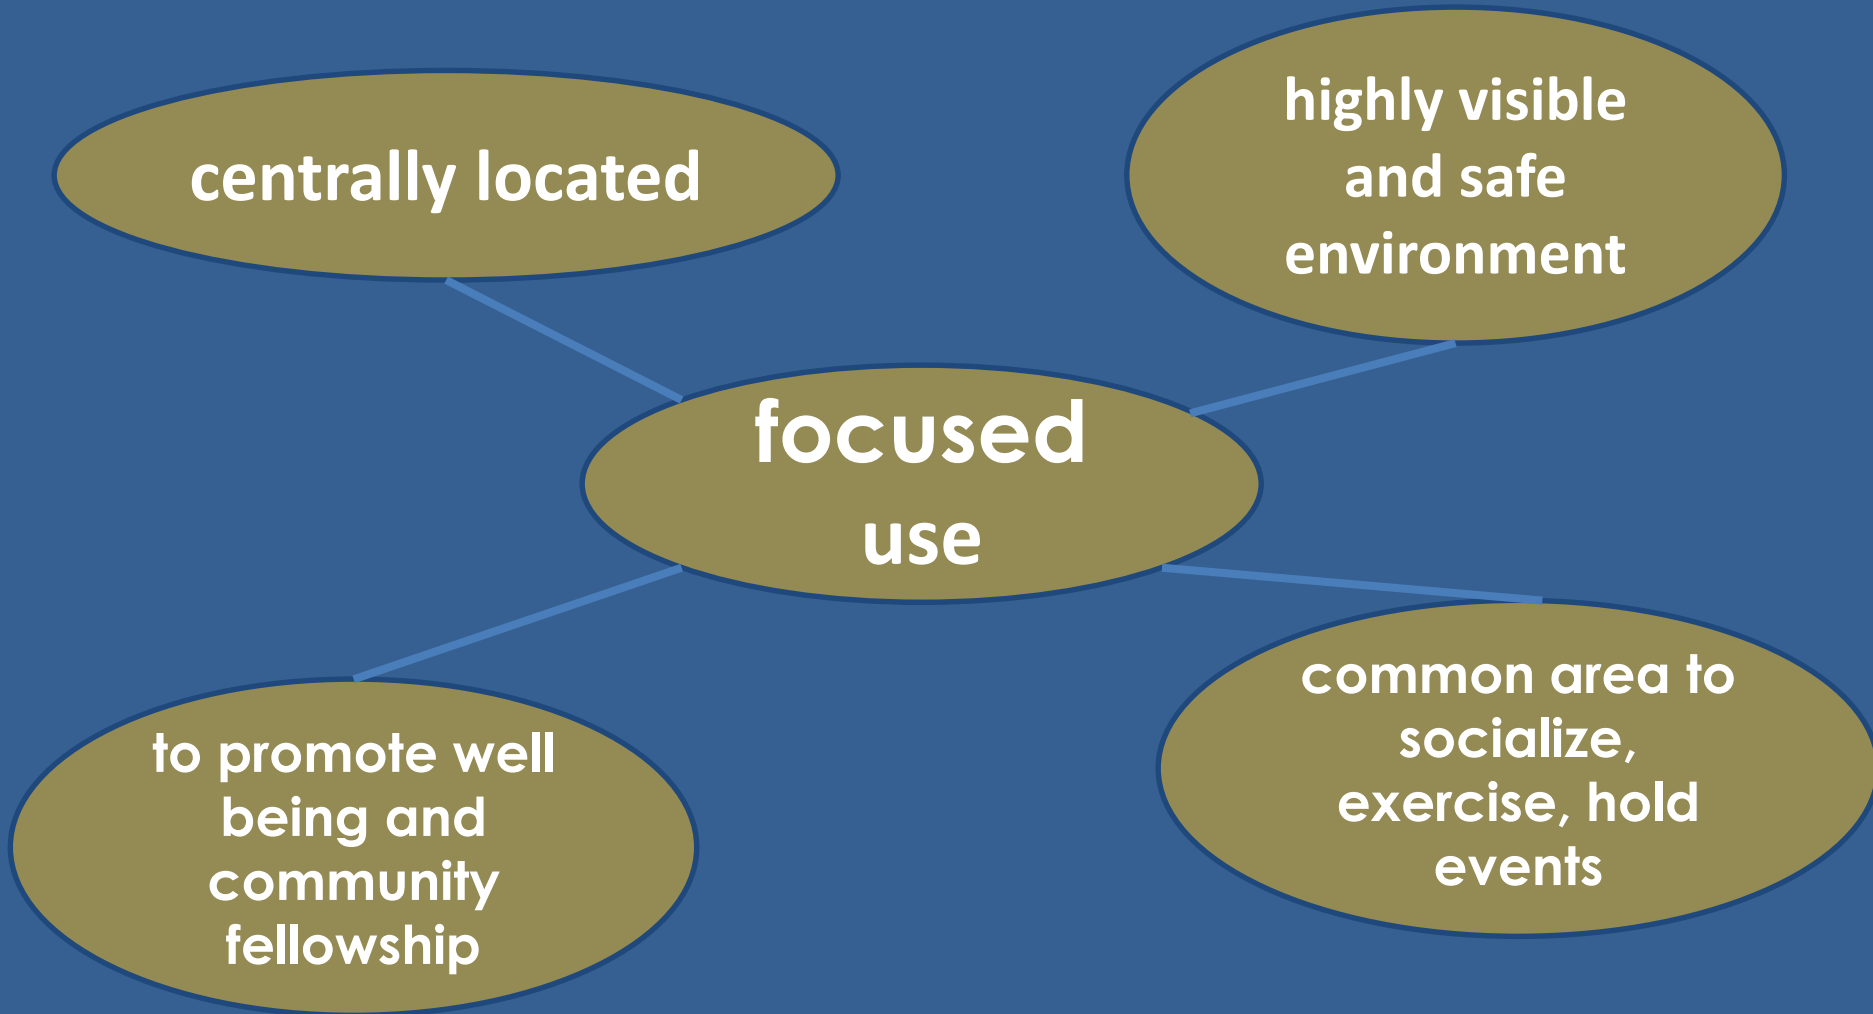 centrally located
highly visible
and safe
environment
focused
use
to promote well
being and
community
fellowship
common area to
socialize,
exercise, hold
events